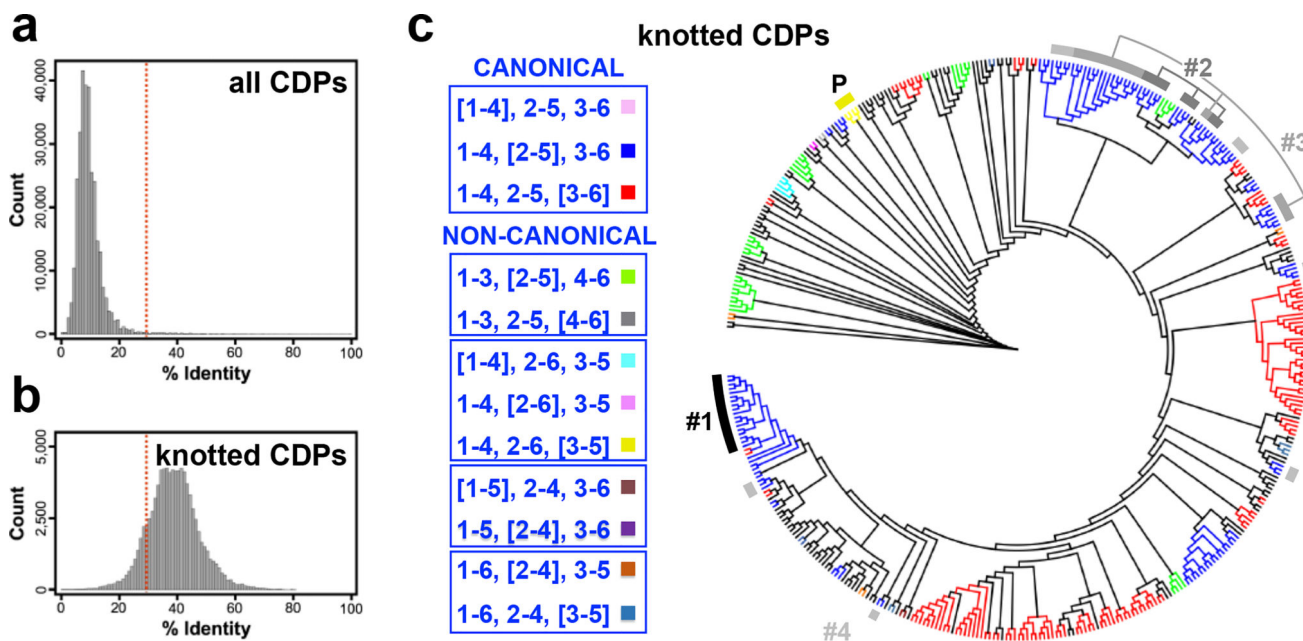 a
all CDPs
Count
40,000
30,000
20,000
10,000
0
0 20 40 60 80 100
% Identity
b
knotted CDPs
Count
5,000
2,500
0
0 20 40 60 80 100
% Identity
c
knotted CDPs
CANONICAL
[1-4], 2-5, 3-6
1-4, [2-5], 3-6
1-4, 2-5, [3-6]
NON-CANONICAL
1-3, [2-5], 4-6
1-3, 2-5, [4-6]
[1-4], 2-6, 3-5
1-4, [2-6], 3-5
1-4, 2-6, [3-5]
[1-5], 2-4, 3-6
1-5, [2-4], 3-6
1-6, [2-4], 3-5
1-6, 2-4, [3-5]
P
#2
#3
#1
#4